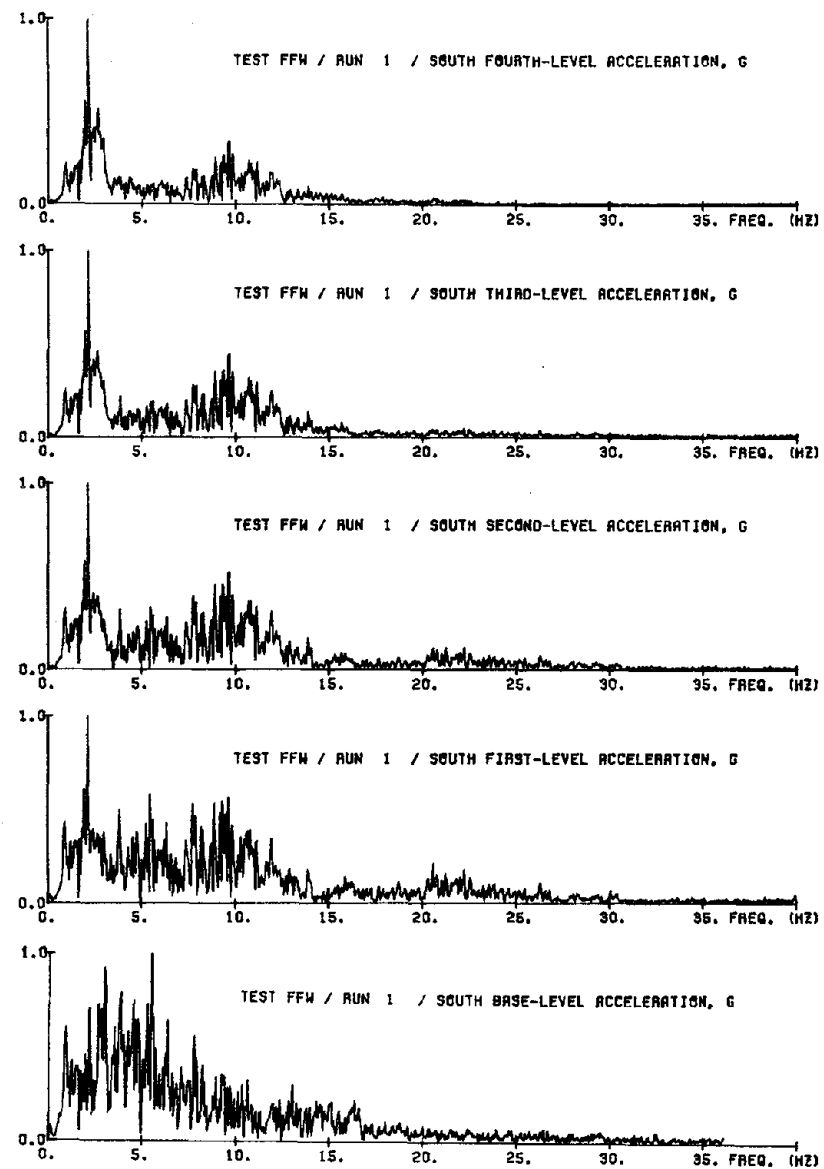 1.0
TEST FFW / RUN 1 / SOUTH FOURTH-LEVEL ACCELERATION, G
0.0
0. 5. 10. 15. 20. 25. 30. 35. FREQ. (HZ)
1.0
TEST FFW / RUN 1 / SOUTH THIRD-LEVEL ACCELERATION, G
0.0
0. 5. 10. 15. 20. 25. 30. 35. FREQ. (HZ)
1.0
TEST FFW / RUN 1 / SOUTH SECOND-LEVEL ACCELERATION, G
0.0
0. 5. 10. 15. 20. 25. 30. 35. FREQ. (HZ)
1.0
TEST FFW / RUN 1 / SOUTH FIRST-LEVEL ACCELERATION, G
0.0
0. 5. 10. 15. 20. 25. 30. 35. FREQ. (HZ)
1.0
TEST FFW / RUN 1 / SOUTH BASE-LEVEL ACCELERATION, G
0.0
0. 5. 10. 15. 20. 25. 30. 35. FREQ. (HZ)